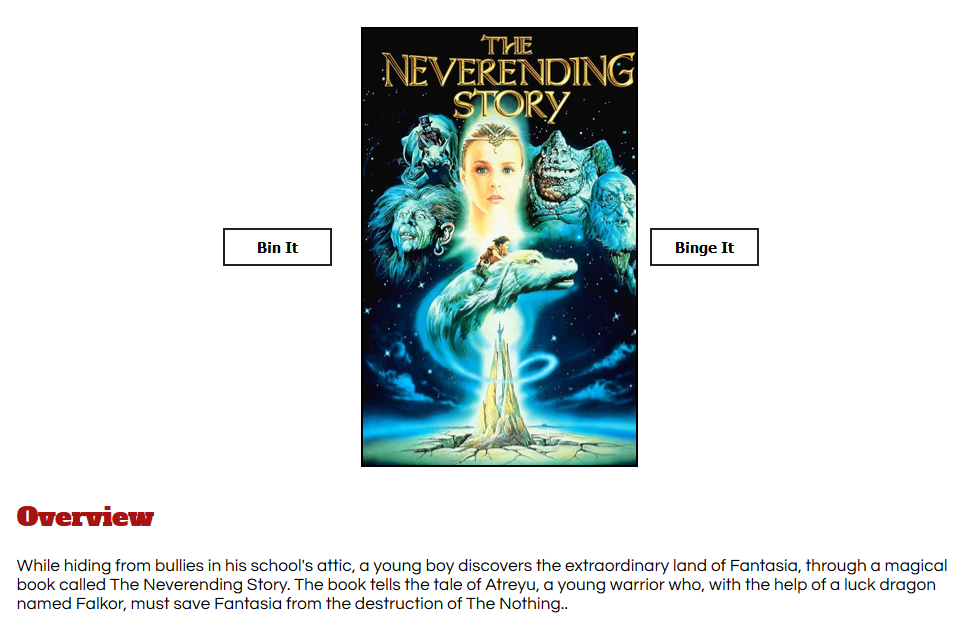 THE
NEVERENDING
STORY
Bin It
Binge It
Overview
While hiding from bullies in his school's attic, a young boy discovers the extraordinary land of Fantasia, through a magical
book called The Neverending Story. The book tells the tale of Atreyu, a young warrior who, with the help of a luck dragon
named Falkor, must save Fantasia from the destruction of The Nothing..